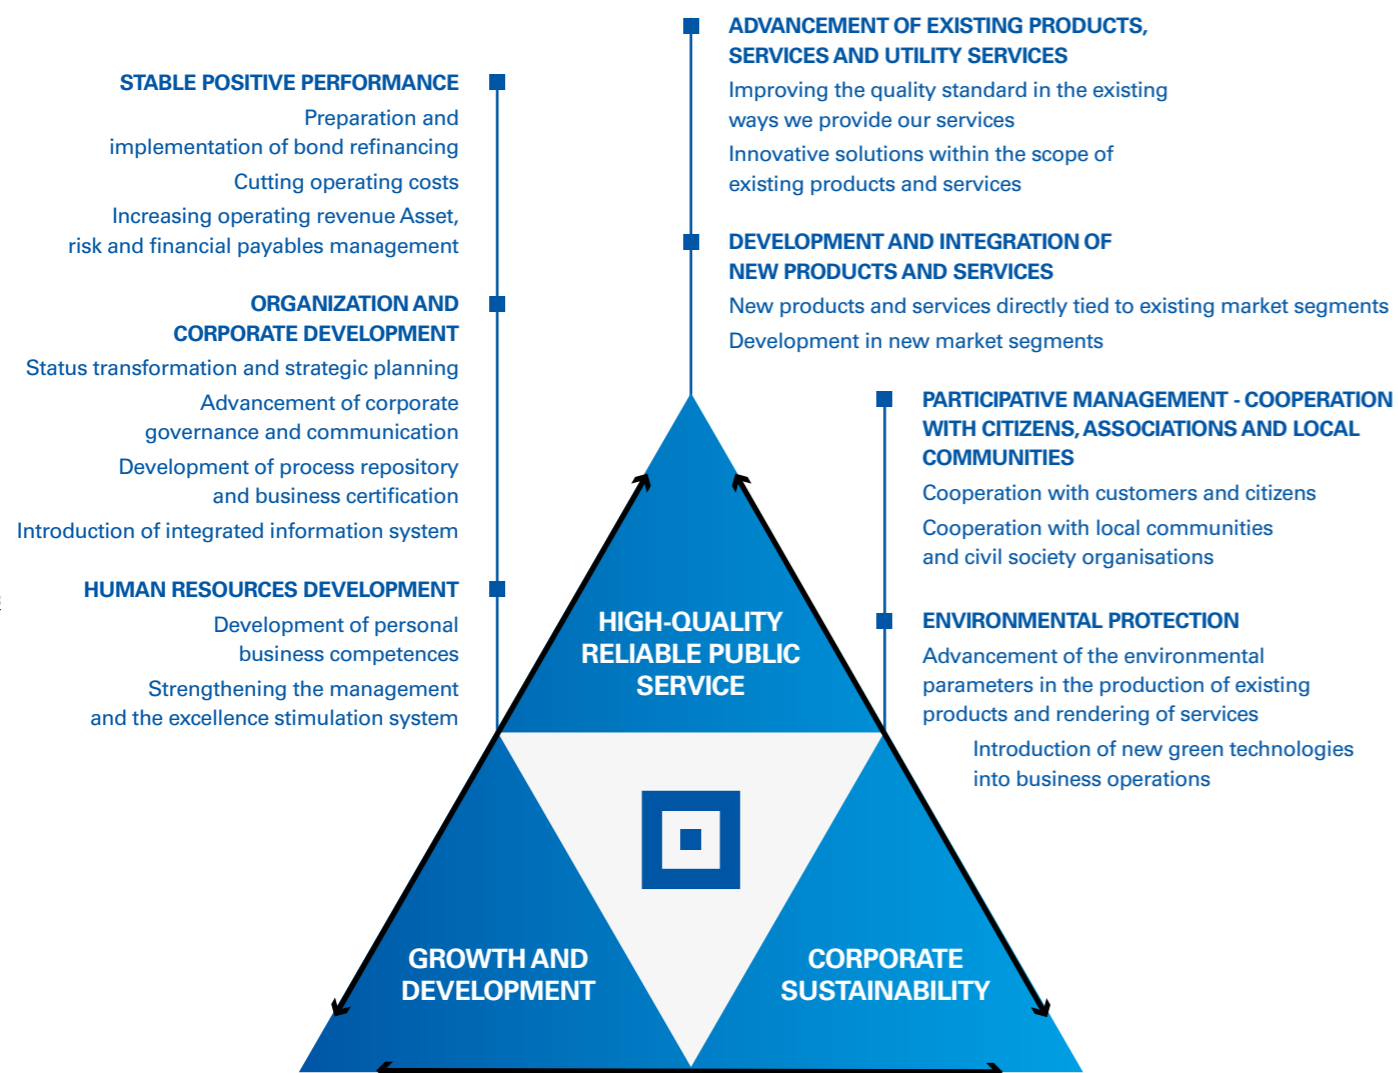 STABLE POSITIVE PERFORMANCE
Preparation and
implementation of bond refinancing
Cutting operating costs
Increasing operating revenue Asset,
risk and financial payables management
ORGANIZATION AND
CORPORATE DEVELOPMENT
Status transformation and strategic planning
Advancement of corporate
governance and communication
Development of process repository
and business certification
Introduction of integrated information system
HUMAN RESOURCES DEVELOPMENT
Development of personal
business competences
Strengthening the management
and the excellence stimulation system
ADVANCEMENT OF EXISTING PRODUCTS,
SERVICES AND UTILITY SERVICES
Improving the quality standard in the existing
ways we provide our services
Innovative solutions within the scope of
existing products and services
DEVELOPMENT AND INTEGRATION OF
NEW PRODUCTS AND SERVICES
New products and services directly tied to existing market segments
Development in new market segments
PARTICIPATIVE MANAGEMENT - COOPERATION
WITH CITIZENS, ASSOCIATIONS AND LOCAL
COMMUNITIES
Cooperation with customers and citizens
Cooperation with local communities
and civil society organisations
ENVIRONMENTAL PROTECTION
Advancement of the environmental
parameters in the production of existing
products and rendering of services
Introduction of new green technologies
into business operations
HIGH-QUALITY
RELIABLE PUBLIC
SERVICE
GROWTH AND
DEVELOPMENT
CORPORATE
SUSTAINABILITY